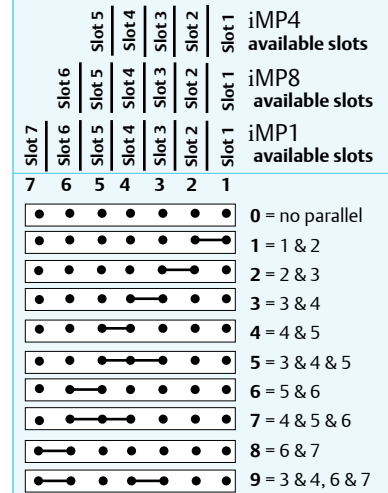 Slot 5 Slot 4 Slot 3 Slot 2 Slot 1 iMP4
available slots
Slot 6 Slot 5 Slot 4 Slot 3 Slot 2 Slot 1 iMP8
available slots
Slot 7 Slot 6 Slot 5 Slot 4 Slot 3 Slot 2 Slot 1 iMP1
available slots
7 6 5 4 3 2 1
0 = no parallel
1 = 1 & 2
2 = 2 & 3
3 = 3 & 4
4 = 4 & 5
5 = 3 & 4 & 5
6 = 5 & 6
7 = 4 & 5 & 6
8 = 6 & 7
9 = 3 & 4, 6 & 7